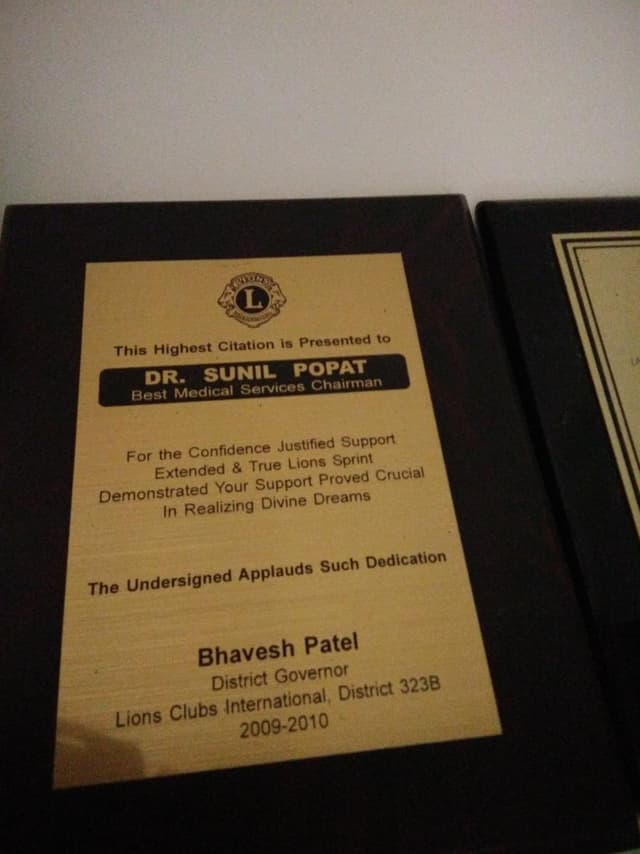 L
This Highest Citation is Presented to
DR. SUNIL POPAT
Best Medical Services Chairman
For the Confidence Justified Support
Extended & True Lions Sprint
Demonstrated Your Support Proved Crucial
In Realizing Divine Dreams
The Undersigned Applauds Such Dedication
Bhavesh Patel
District Governor
Lions Clubs International, District 323B
2009-2010